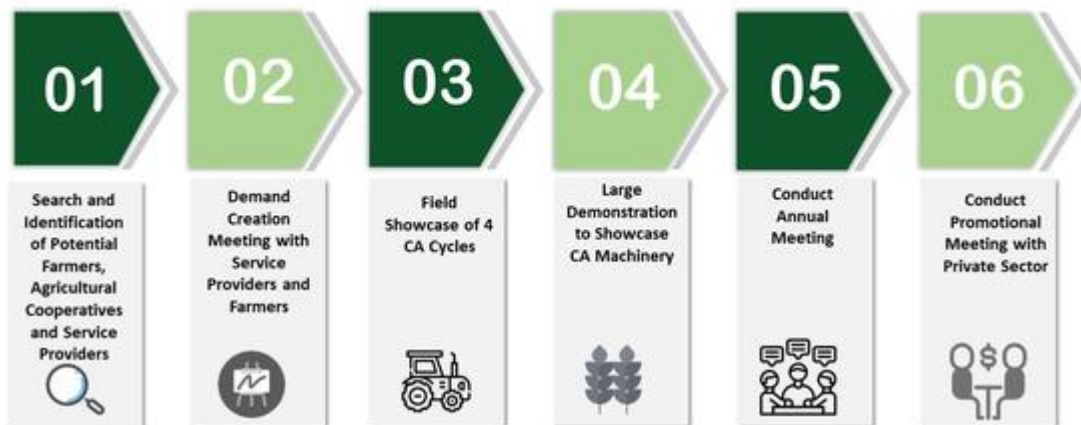 01
Search and
Identification
of Potential
Farmers,
Agricultural
Cooperatives
and Service
Providers
02
Demand
Creation
Meeting with
Service
Providers and
Farmers
03
Field
Showcase of 4
CA Cycles
04
Large
Demonstration
to Showcase
CA Machinery
05
Conduct
Annual
Meeting
06
Conduct
Promotional
Meeting with
Private Sector
$